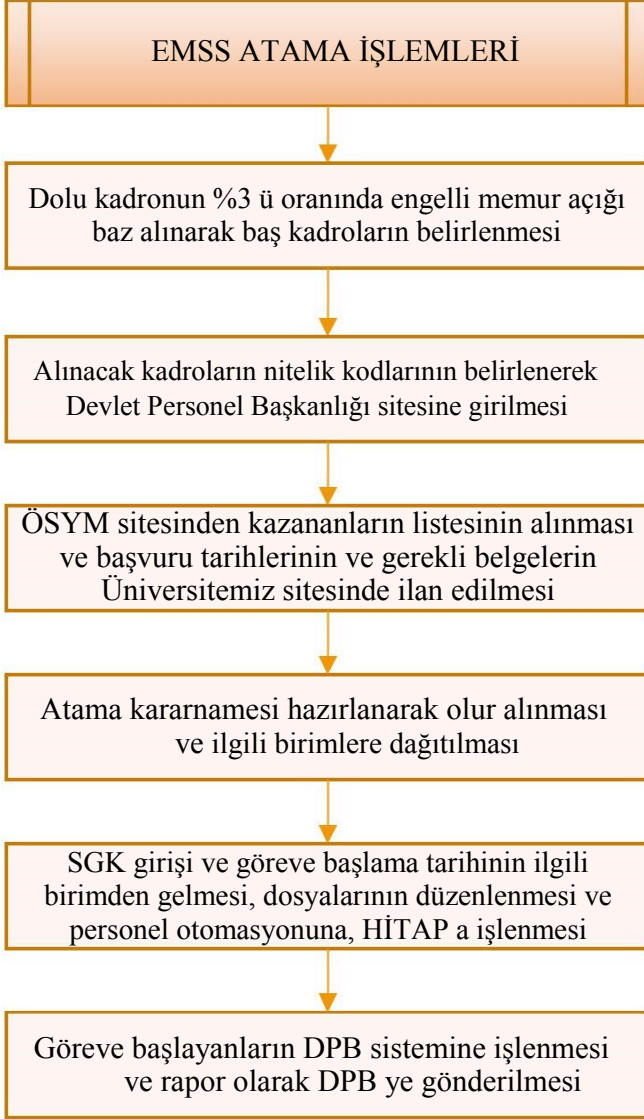 EMSS ATAMA İŞLEMLERİ
Dolu kadronun %3 ü oranında engelli memur açığı
baz alınarak baş kadroların belirlenmesi
Alınacak kadroların nitelik kodlarının belirlenerek
Devlet Personel Başkanlığı sitesine girilmesi
ÖSYM sitesinden kazananların listesinin alınması
ve başvuru tarihlerinin ve gerekli belgelerin
Üniversitemiz sitesinde ilan edilmesi
Atama kararnamesi hazırlanarak olur alınması
ve ilgili birimlere dağıtılması
SGK girişi ve göreve başlama tarihinin ilgili
birimden gelmesi, dosyalarının düzenlenmesi ve
personel otomasyonuna, HİTAP a işlenmesi
Göreve başlayanların DPB sistemine işlenmesi
ve rapor olarak DPB ye gönderilmesi